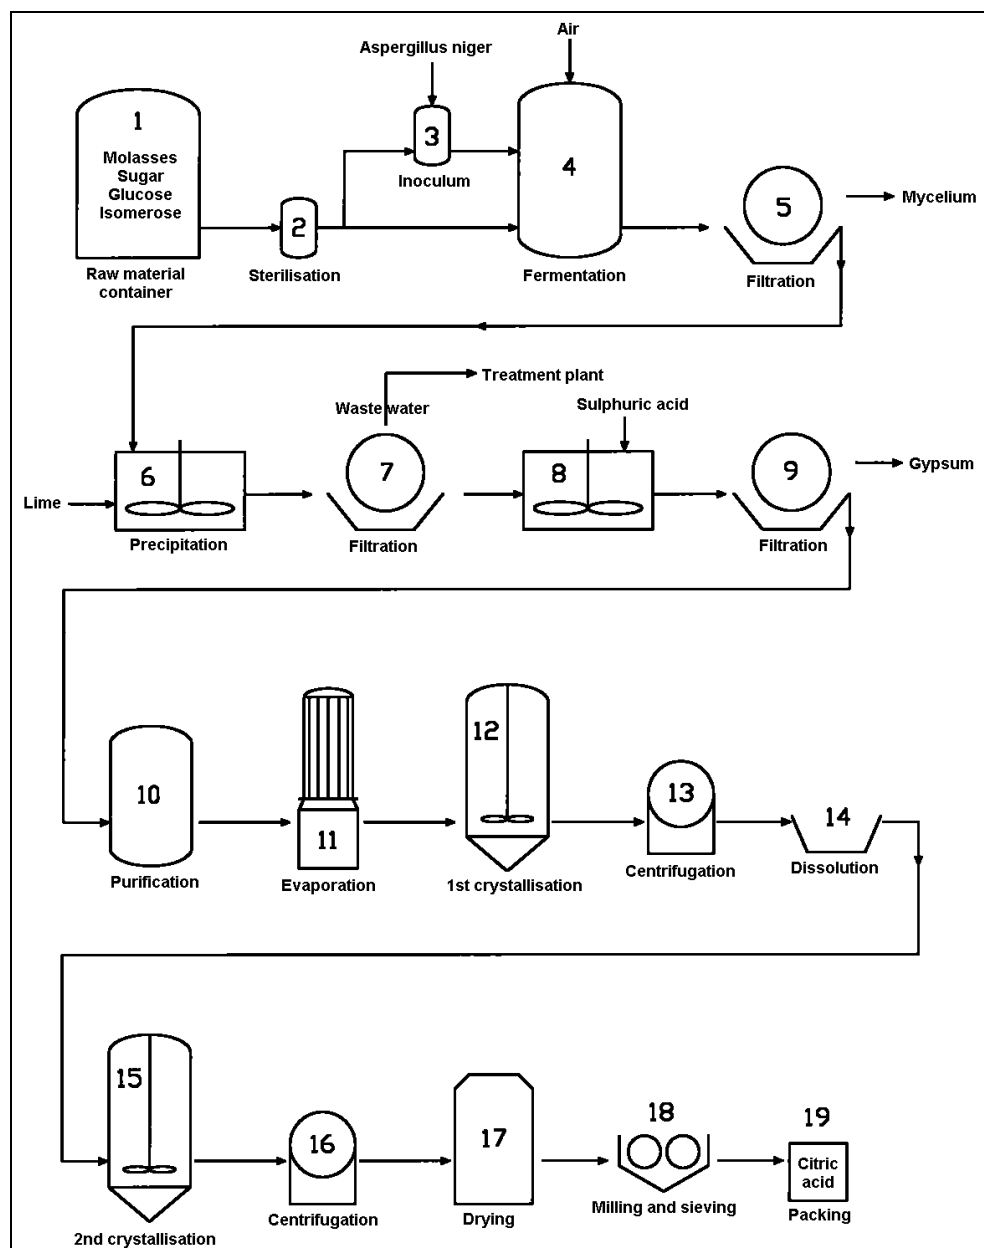 Air
Aspergillus niger
1
Molasses
Sugar
Glucose
Isomerose
Raw material
container
2
Sterilisation
3
Inoculum
4
Fermentation
5
Filtration
Mycelium
Lime
6
Precipitation
Waste water
Treatment plant
7
Filtration
Sulphuric acid
8
9
Filtration
Gypsum
10
Purification
11
Evaporation
12
1st crystallisation
13
Centrifugation
14
Dissolution
15
2nd crystallisation
16
Centrifugation
17
Drying
18
Milling and sieving
19
Citric
acid
Packing